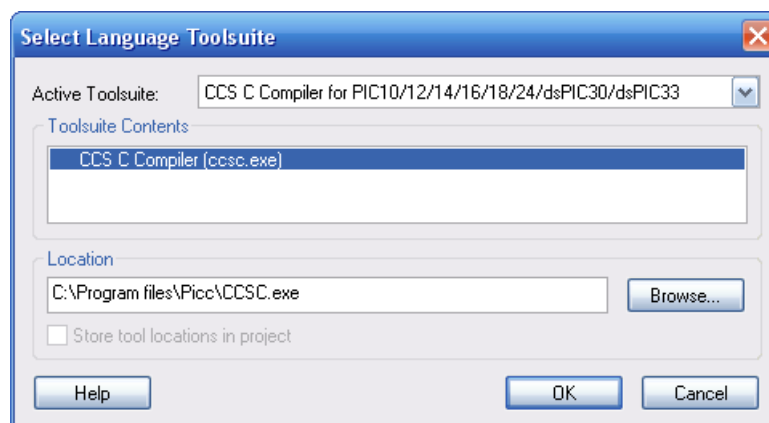 Select Language Toolsuite
Active Toolsuite: CCS C Compiler for PIC10/12/14/16/18/24/dsPIC30/dsPIC33
Toolsuite Contents
CCS C Compiler (ccsc.exe)
Location
C:\Program files\Picc\CCSC.exe Browse...
Store tool locations in project
Help OK Cancel